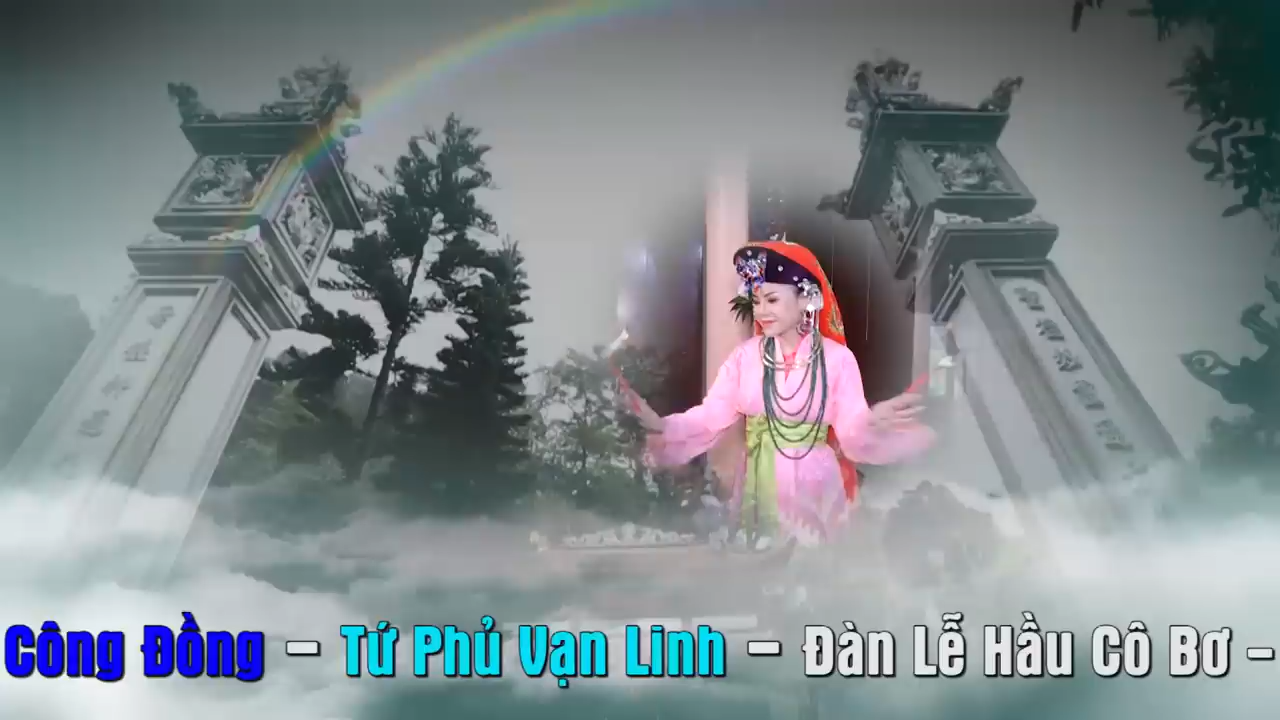 Công Đồng – Tứ Phủ Vạn Linh – Đàn Lễ Hầu Cô Bơ –